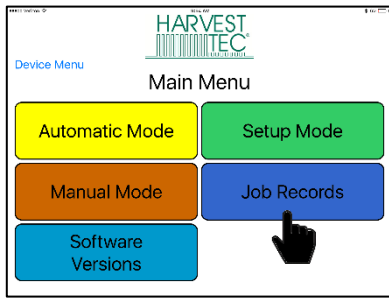 HARVEST
TEC
Device Menu
Main Menu
Automatic Mode
Setup Mode
Manual Mode
Job Records
Software
Versions